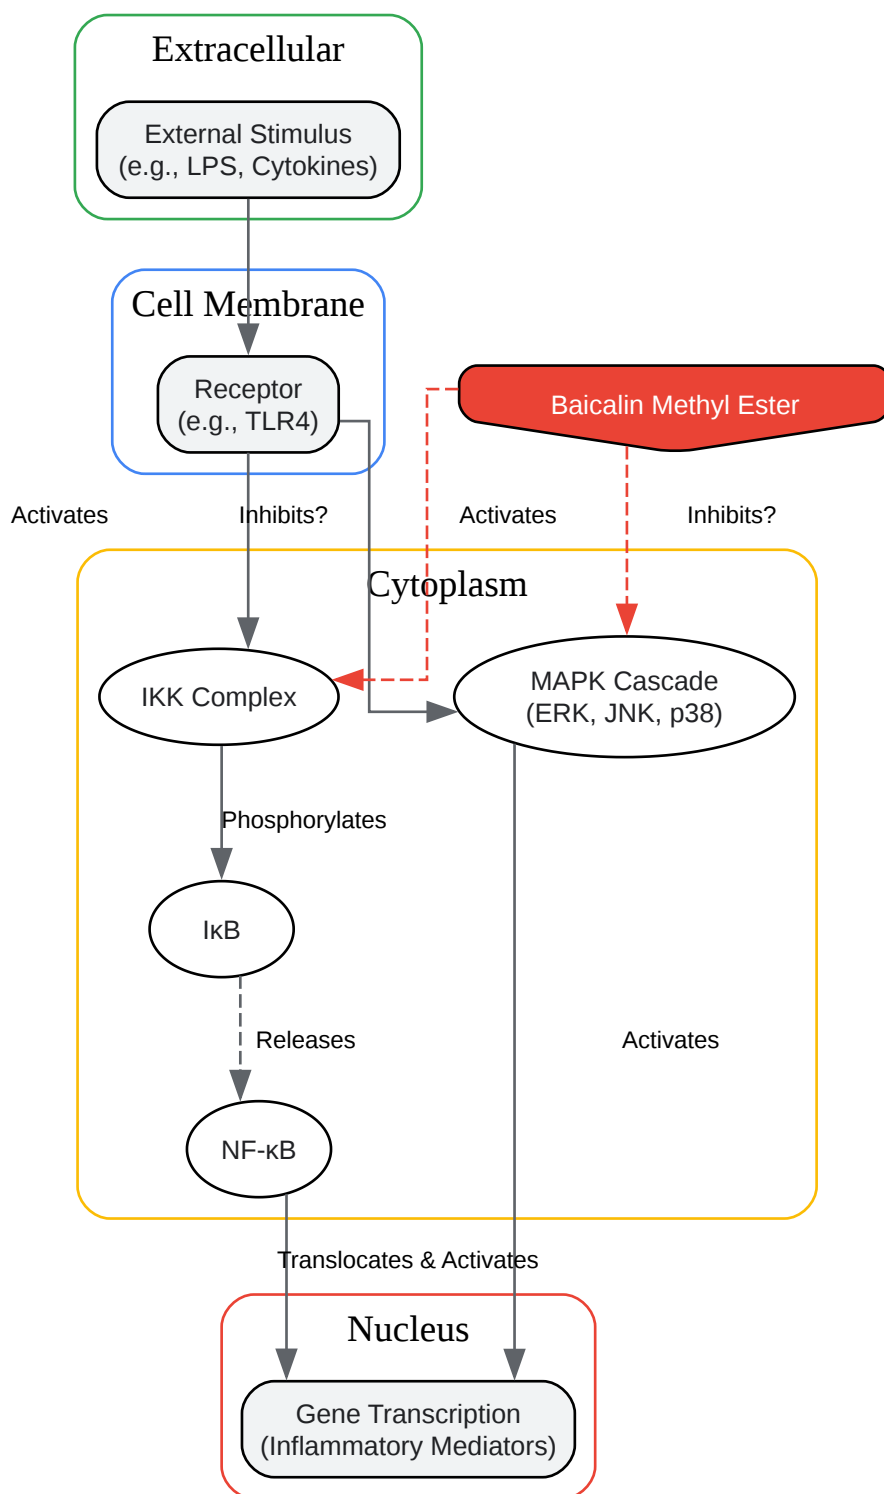 Extracellular
External Stimulus
(e.g., LPS, Cytokines)
Cell Membrane
Receptor
(e.g., TLR4)
Baicalin Methyl Ester
Activates
Inhibits?
Activates
Inhibits?
Cytoplasm
IKK Complex
MAPK Cascade
(ERK, JNK, p38)
Phosphorylates
IκB
Releases
Activates
NF-κB
Translocates & Activates
Nucleus
Gene Transcription
(Inflammatory Mediators)